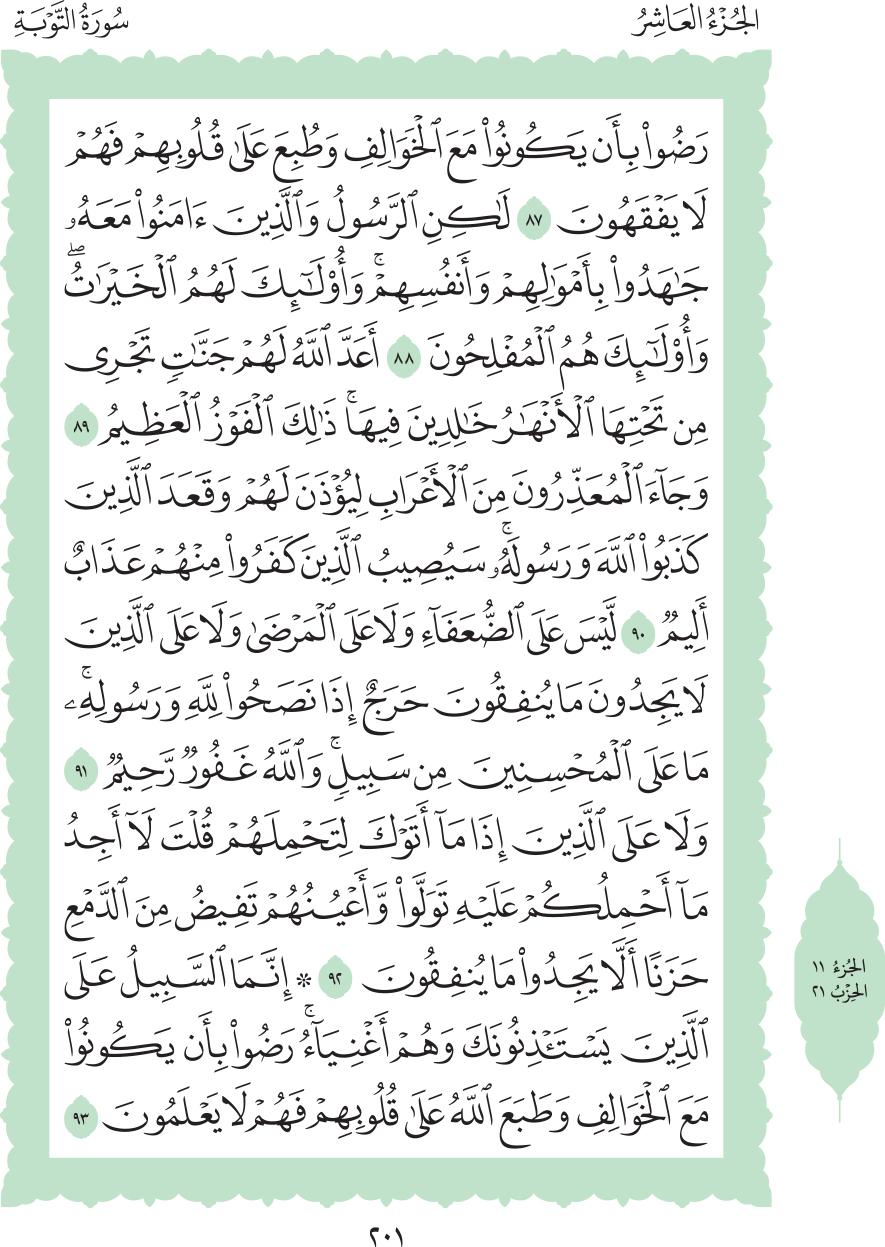 الجُزْءُ العَاشِرُ
سُورَةُ التَّوْبَةِ
رَضُوا۟ بِأَن يَكُونُوا۟ مَعَ ٱلْخَوَالِفِ وَطُبِعَ عَلَىٰ قُلُوبِهِمْ فَهُمْ
لَا يَفْقَهُونَ ٨٧ لَٰكِنِ ٱلرَّسُولُ وَٱلَّذِينَ ءَامَنُوا۟ مَعَهُۥ
جَٰهَدُوا۟ بِأَمْوَٰلِهِمْ وَأَنفُسِهِمْۚ وَأُو۟لَٰٓئِكَ لَهُمُ ٱلْخَيْرَٰتُۖ
وَأُو۟لَٰٓئِكَ هُمُ ٱلْمُفْلِحُونَ ٨٨ أَعَدَّ ٱللَّهُ لَهُمْ جَنَّٰتٍ تَجْرِى
مِن تَحْتِهَا ٱلْأَنْهَٰرُ خَٰلِدِينَ فِيهَاۚ ذَٰلِكَ ٱلْفَوْزُ ٱلْعَظِيمُ ٨٩
وَجَآءَ ٱلْمُعَذِّرُونَ مِنَ ٱلْأَعْرَابِ لِيُؤْذَنَ لَهُمْ وَقَعَدَ ٱلَّذِينَ
كَذَبُوا۟ ٱللَّهَ وَرَسُولَهُۥۚ سَيُصِيبُ ٱلَّذِينَ كَفَرُوا۟ مِنْهُمْ عَذَابٌ
أَلِيمٌ ٩٠ لَّيْسَ عَلَى ٱلضُّعَفَآءِ وَلَا عَلَى ٱلْمَرْضَىٰ وَلَا عَلَى ٱلَّذِينَ
لَا يَجِدُونَ مَا يُنفِقُونَ حَرَجٌ إِذَا نَصَحُوا۟ لِلَّهِ وَرَسُولِهِۦۚ
مَا عَلَى ٱلْمُحْسِنِينَ مِن سَبِيلٍۚ وَٱللَّهُ غَفُورٌ رَّحِيمٌ ٩١
وَلَا عَلَى ٱلَّذِينَ إِذَا مَآ أَتَوْكَ لِتَحْمِلَهُمْ قُلْتَ لَآ أَجِدُ
مَآ أَحْمِلُكُمْ عَلَيْهِ تَوَلَّوا۟ وَّأَعْيُنُهُمْ تَفِيضُ مِنَ ٱلدَّمْعِ
حَزَنًا أَلَّا يَجِدُوا۟ مَا يُنفِقُونَ ٩٢ * إِنَّمَا ٱلسَّبِيلُ عَلَى
ٱلَّذِينَ يَسْتَـْٔذِنُونَكَ وَهُمْ أَغْنِيَآءُۚ رَضُوا۟ بِأَن يَكُونُوا۟
مَعَ ٱلْخَوَالِفِ وَطَبَعَ ٱللَّهُ عَلَىٰ قُلُوبِهِمْ فَهُمْ لَا يَعْلَمُونَ ٩٣
الجُزءُ ١١
الحِزْبُ ٢١
٢٠١